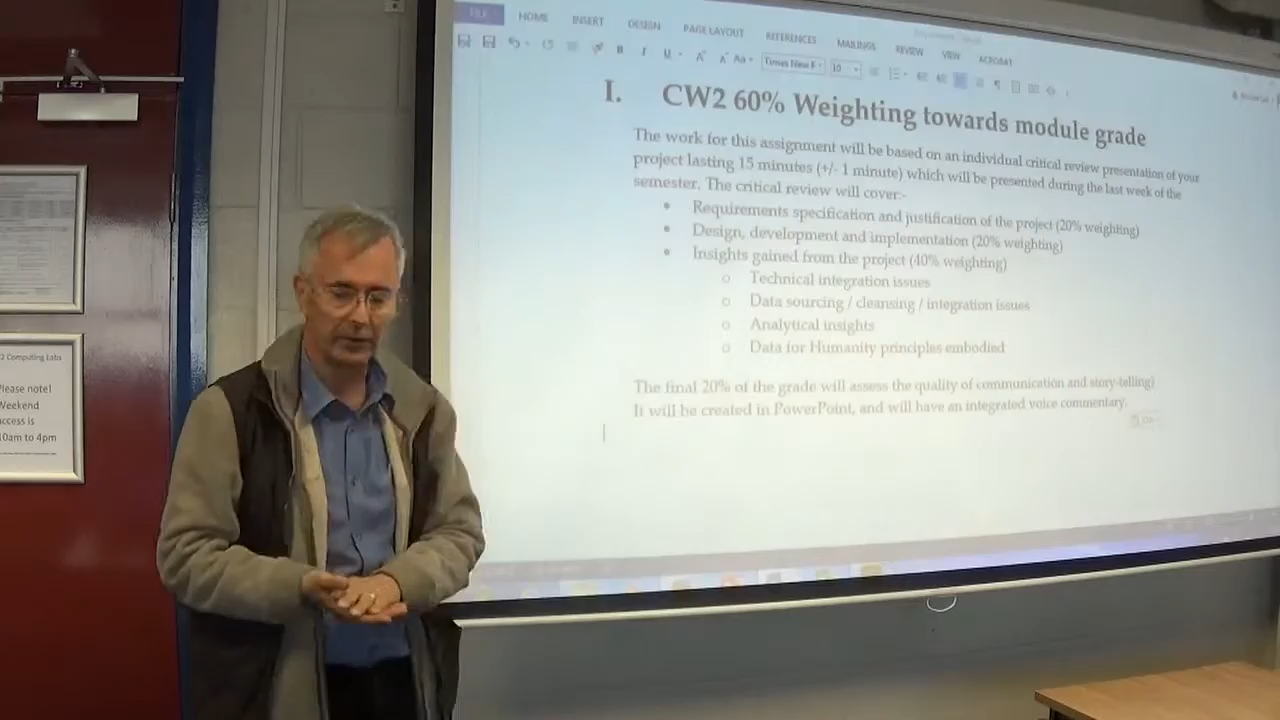 FILE HOME INSERT DESIGN PAGE LAYOUT REFERENCES MAILINGS REVIEW VIEW ACROBAT
B I U Aa Times New R 10
I. CW2 60% Weighting towards module grade
The work for this assignment will be based on an individual critical review presentation of your
project lasting 15 minutes (+/- 1 minute) which will be presented during the last week of the
semester. The critical review will cover:-
• Requirements specification and justification of the project (20% weighting)
• Design, development and implementation (20% weighting)
• Insights gained from the project (40% weighting)
o Technical integration issues
o Data sourcing / cleansing / integration issues
o Analytical insights
o Data for Humanity principles embodied
The final 20% of the grade will assess the quality of communication and story-telling)
It will be created in PowerPoint, and will have an integrated voice commentary.
2 Computing Labs
Please note!
Weekend
access is
10am to 4pm